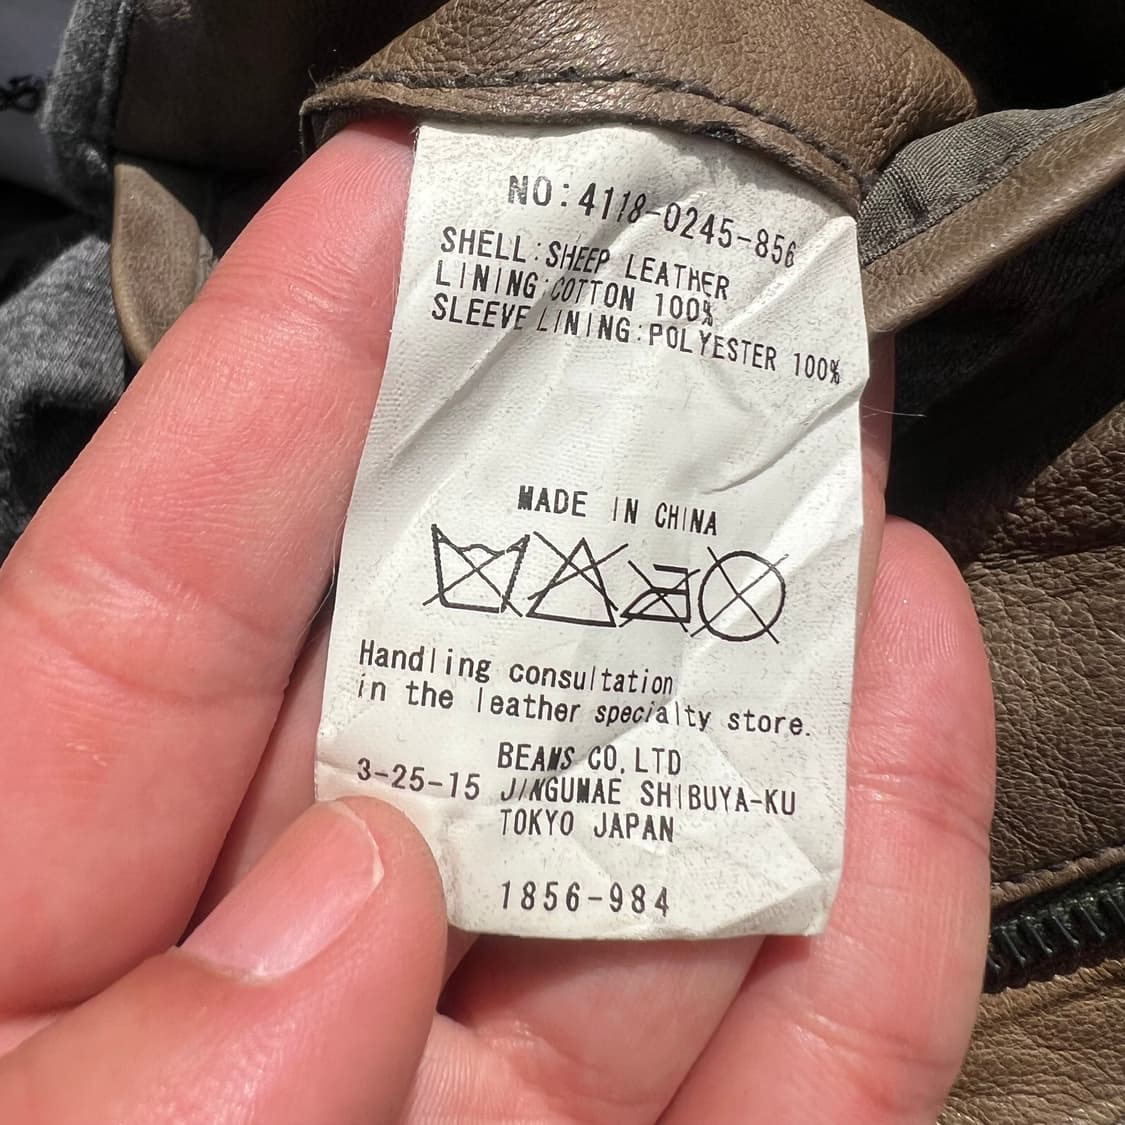 NO:4118-0245-856
SHELL:SHEEP LEATHER
LINING:COTTON 100%
SLEEVE LINING:POLYESTER 100%
MADE IN CHINA
Handling consultation
in the leather specialty store.
BEAMS CO,LTD
3-25-15 JINGUMAE SHIBUYA-KU
TOKYO JAPAN
1856-984